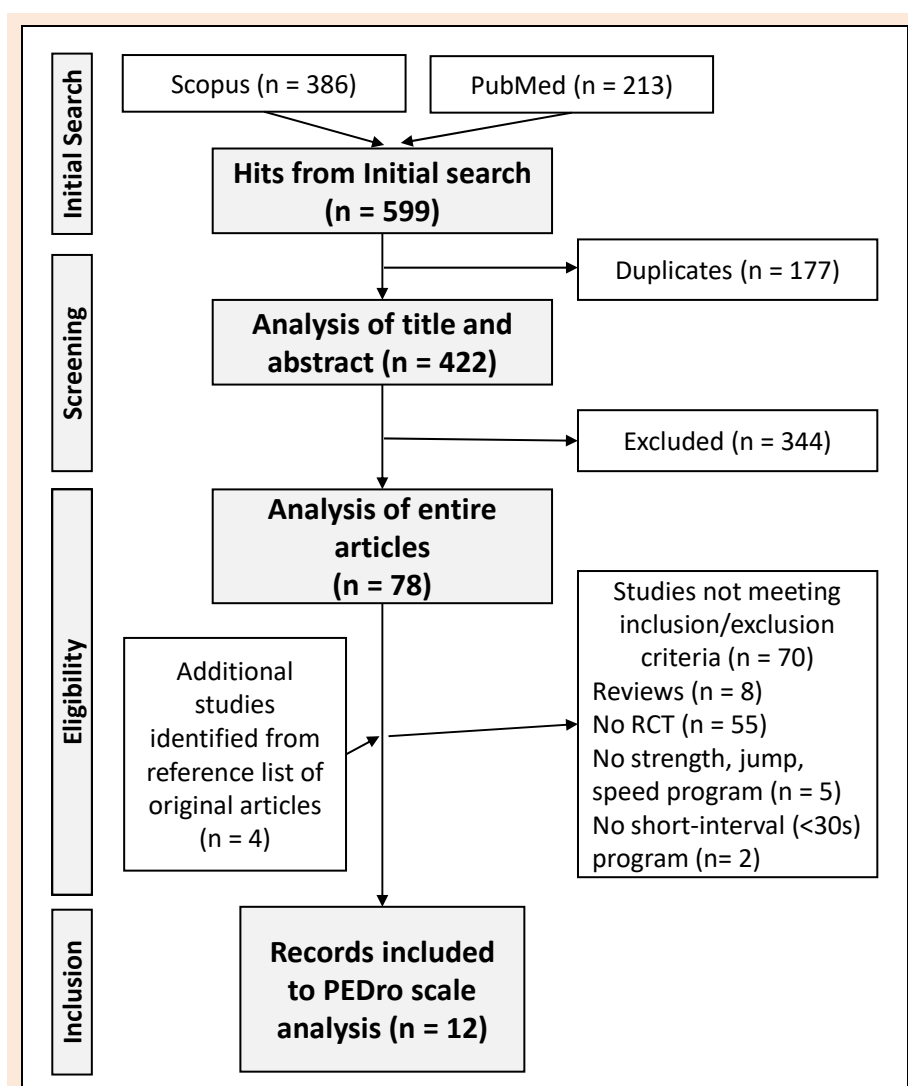 Initial Search
Scopus (n = 386)
PubMed (n = 213)
Hits from Initial search
(n = 599)
Screening
Duplicates (n = 177)
Analysis of title and
abstract (n = 422)
Excluded (n = 344)
Eligibility
Analysis of entire
articles
(n = 78)
Additional
studies
identified from
reference list of
original articles
(n = 4)
Studies not meeting
inclusion/exclusion
criteria (n = 70)
Reviews (n = 8)
No RCT (n = 55)
No strength, jump,
speed program (n = 5)
No short-interval (<30s)
program (n= 2)
Inclusion
Records included
to PEDro scale
analysis (n = 12)